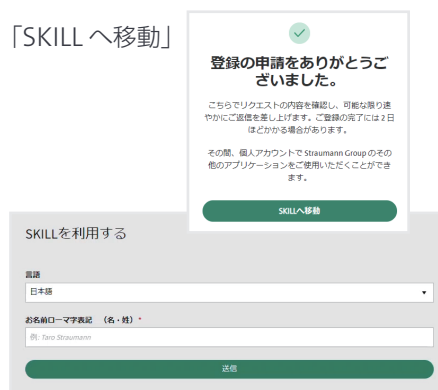 「SKILL へ移動」
登録の申請をありがとうご
ざいました。
こちらでリクエストの内容を確認し、可能な限り速
やかにご返信を差し上げます。ご登録の完了には2日
ほどかかる場合があります。
その間、個人アカウントで Straumann Group のその
他のアプリケーションをご使用いただくことができ
ます。
SKILLへ移動
SKILLを利用する
言語
日本語
お名前ローマ字表記 （名・姓）*
例: Taro Straumann
送信